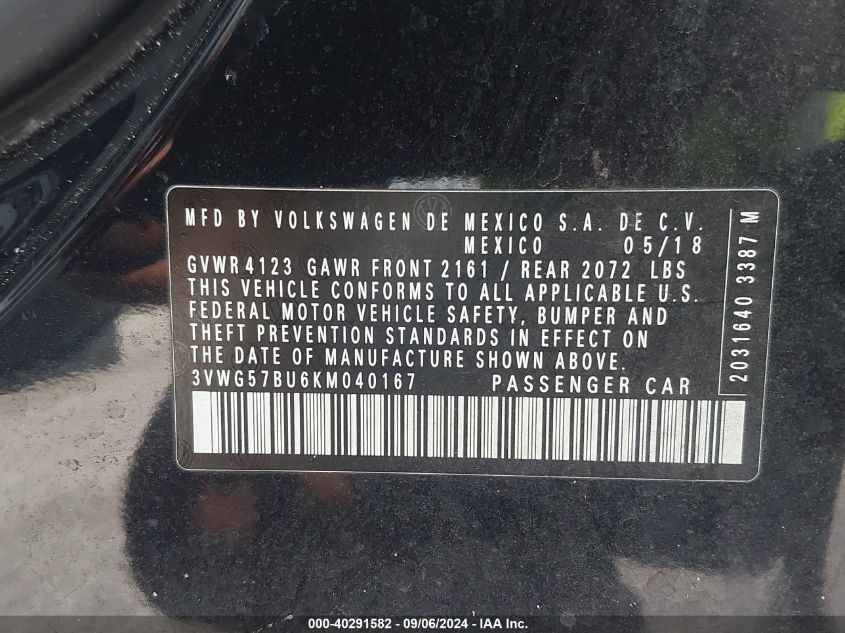 MFD BY VOLKSWAGEN DE MEXICO S.A. DE C.V.
MEXICO 05/18
GVWR 4123 GAWR FRONT 2161 / REAR 2072 LBS
THIS VEHICLE CONFORMS TO ALL APPLICABLE U.S.
FEDERAL MOTOR VEHICLE SAFETY, BUMPER AND
THEFT PREVENTION STANDARDS IN EFFECT ON
THE DATE OF MANUFACTURE SHOWN ABOVE.
3VWG57BU6KM040167 PASSENGER CAR
2031640 3387 M
000-40291582 - 09/06/2024 - IAA Inc.